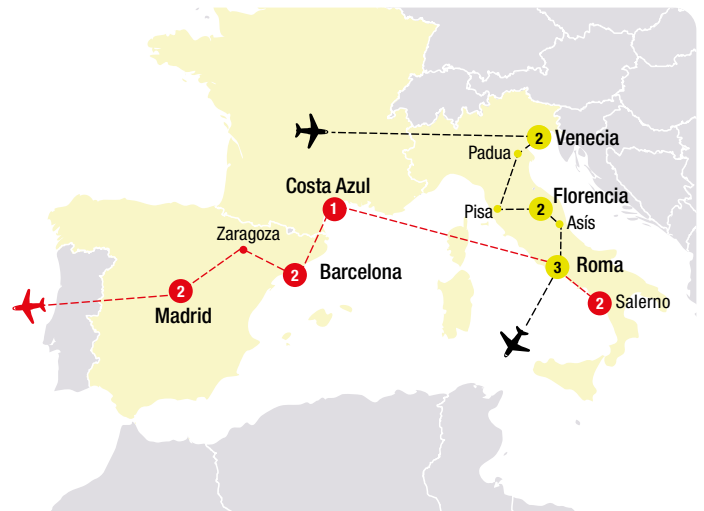 2 Venecia
Padua
Costa Azul
1
Florencia
Pisa
2
Asís
Zaragoza
Roma
3
2 Barcelona
2
Madrid
2 Salerno